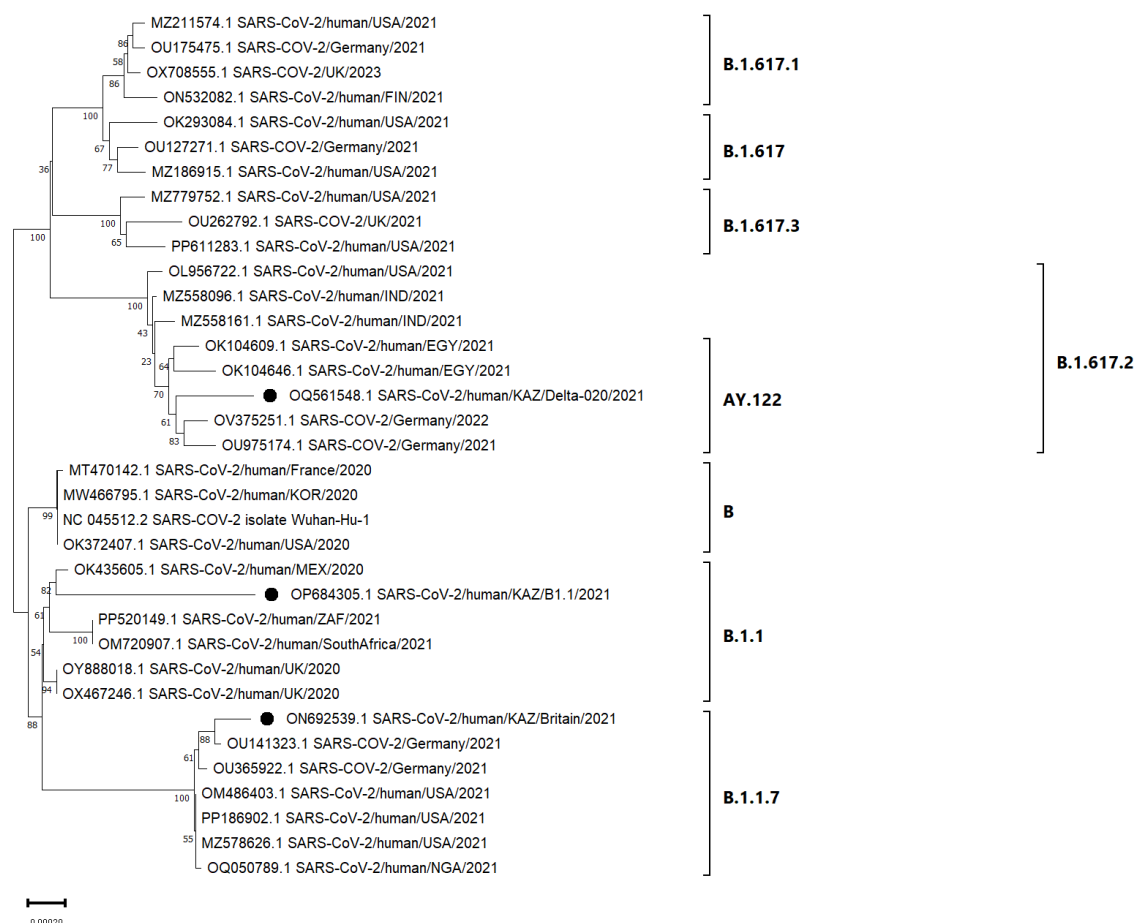 MZ211574.1 SARS-CoV-2/human/USA/2021
86
OU175475.1 SARS-COV-2/Germany/2021
58
B.1.617.1
OX708555.1 SARS-COV-2/UK/2023
86
ON532082.1 SARS-CoV-2/human/FIN/2021
100
OK293084.1 SARS-CoV-2/human/USA/2021
67
OU127271.1 SARS-COV-2/Germany/2021
B.1.617
77
36
MZ186915.1 SARS-CoV-2/human/USA/2021
MZ779752.1 SARS-CoV-2/human/USA/2021
100
OU262792.1 SARS-COV-2/UK/2021
B.1.617.3
100
65
PP611283.1 SARS-CoV-2/human/USA/2021
OL956722.1 SARS-CoV-2/human/USA/2021
MZ558096.1 SARS-CoV-2/human/IND/2021
100
MZ558161.1 SARS-CoV-2/human/IND/2021
43
OK104609.1 SARS-CoV-2/human/EGY/2021
23
64
B.1.617.2
OK104646.1 SARS-CoV-2/human/EGY/2021
70
OQ561548.1 SARS-CoV-2/human/KAZ/Delta-020/2021
AY.122
61
OV375251.1 SARS-COV-2/Germany/2022
83
OU975174.1 SARS-COV-2/Germany/2021
MT470142.1 SARS-CoV-2/human/France/2020
MW466795.1 SARS-CoV-2/human/KOR/2020
B
99
NC 045512.2 SARS-COV-2 isolate Wuhan-Hu-1
OK372407.1 SARS-CoV-2/human/USA/2020
OK435605.1 SARS-CoV-2/human/MEX/2020
82
OP684305.1 SARS-CoV-2/human/KAZ/B1.1/2021
61
PP520149.1 SARS-CoV-2/human/ZAF/2021
B.1.1
100
OM720907.1 SARS-CoV-2/human/SouthAfrica/2021
54
OY888018.1 SARS-CoV-2/human/UK/2020
94
OX467246.1 SARS-CoV-2/human/UK/2020
88
ON692539.1 SARS-CoV-2/human/KAZ/Britain/2021
88
OU141323.1 SARS-COV-2/Germany/2021
61
OU365922.1 SARS-COV-2/Germany/2021
100
OM486403.1 SARS-CoV-2/human/USA/2021
B.1.1.7
PP186902.1 SARS-CoV-2/human/USA/2021
55
MZ578626.1 SARS-CoV-2/human/USA/2021
OQ050789.1 SARS-CoV-2/human/NGA/2021
0.00020